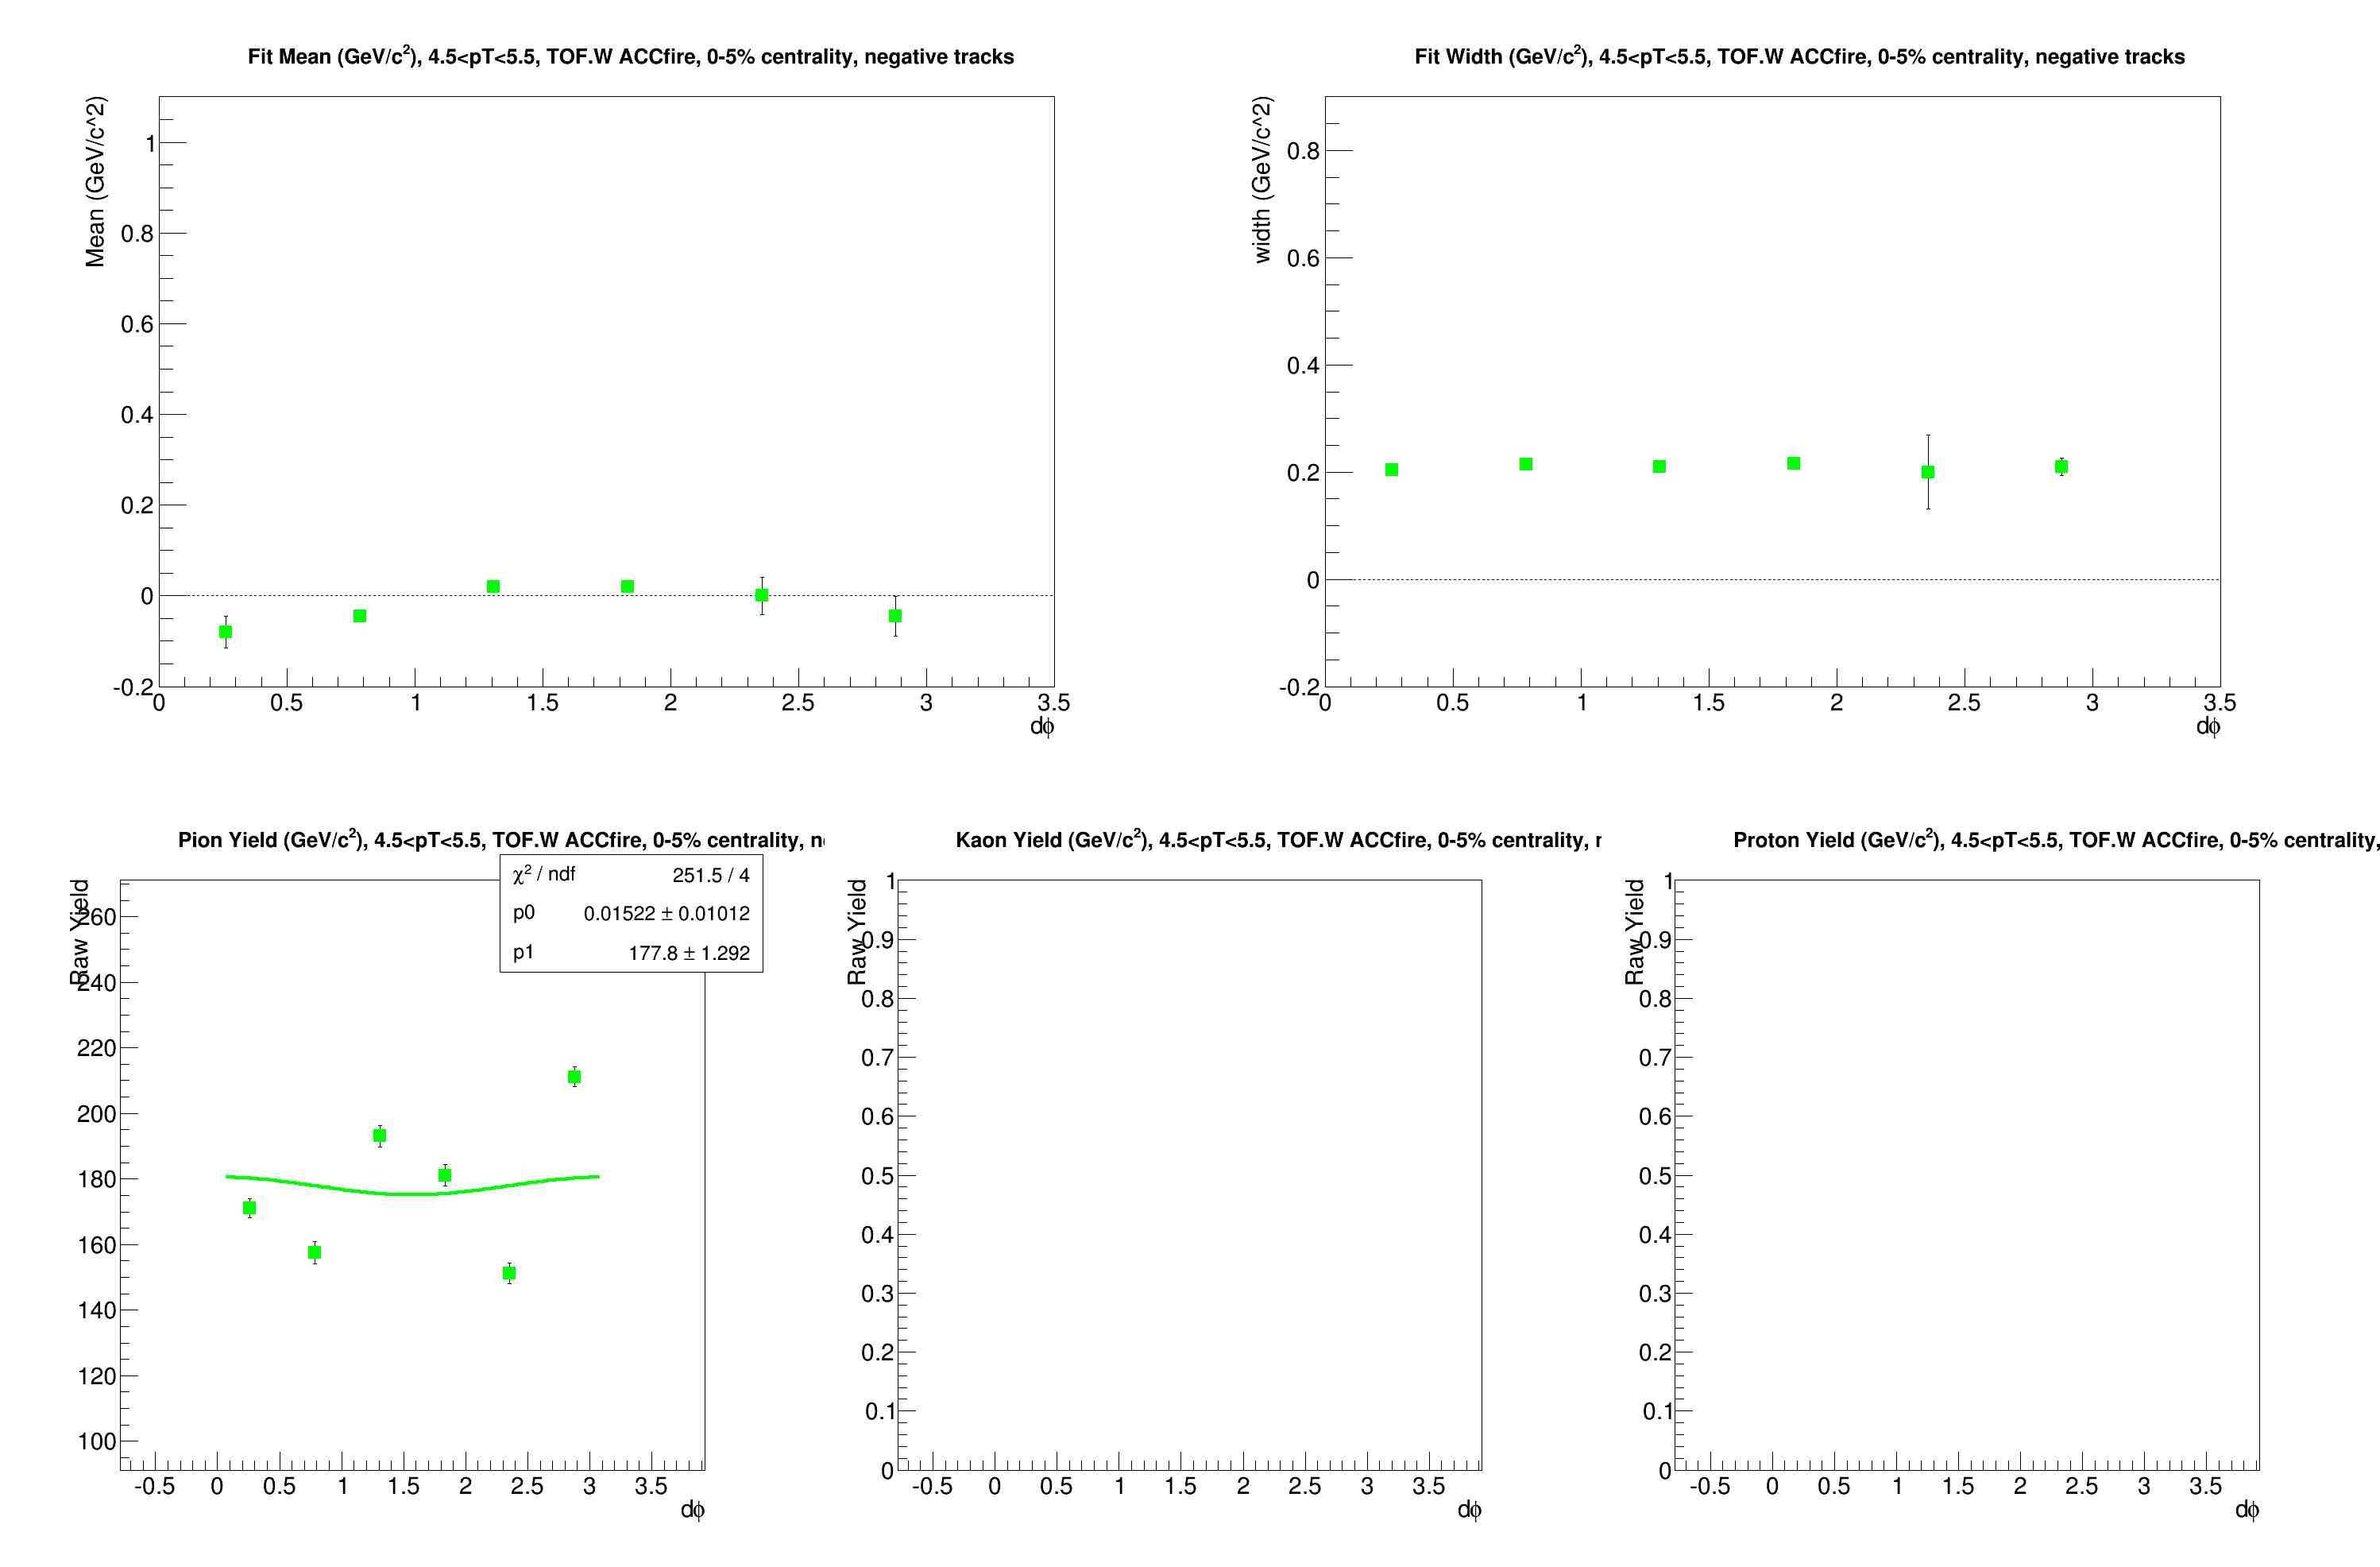 Fit Mean (GeV/c²), 4.5<pT<5.5, TOF.W ACCfire, 0-5% centrality, negative tracks
Mean (GeV/c^2)
1
0.8
0.6
0.4
0.2
0
-0.2
0 0.5 1 1.5 2 2.5 3 3.5
dϕ
Fit Width (GeV/c²), 4.5<pT<5.5, TOF.W ACCfire, 0-5% centrality, negative tracks
width (GeV/c^2)
0.8
0.6
0.4
0.2
0
-0.2
0 0.5 1 1.5 2 2.5 3 3.5
dϕ
Pion Yield (GeV/c²), 4.5<pT<5.5, TOF.W ACCfire, 0-5% centrality,
χ² / ndf 251.5 / 4
p0 0.01522 ± 0.01012
p1 177.8 ± 1.292
Raw Yield
260
240
220
200
180
160
140
120
100
-0.5 0 0.5 1 1.5 2 2.5 3 3.5
dϕ
Kaon Yield (GeV/c²), 4.5<pT<5.5, TOF.W ACCfire, 0-5% centrality,
Raw Yield
1
0.9
0.8
0.7
0.6
0.5
0.4
0.3
0.2
0.1
0
-0.5 0 0.5 1 1.5 2 2.5 3 3.5
dϕ
Proton Yield (GeV/c²), 4.5<pT<5.5, TOF.W ACCfire, 0-5% centrality,
Raw Yield
1
0.9
0.8
0.7
0.6
0.5
0.4
0.3
0.2
0.1
0
-0.5 0 0.5 1 1.5 2 2.5 3 3.5
dϕ